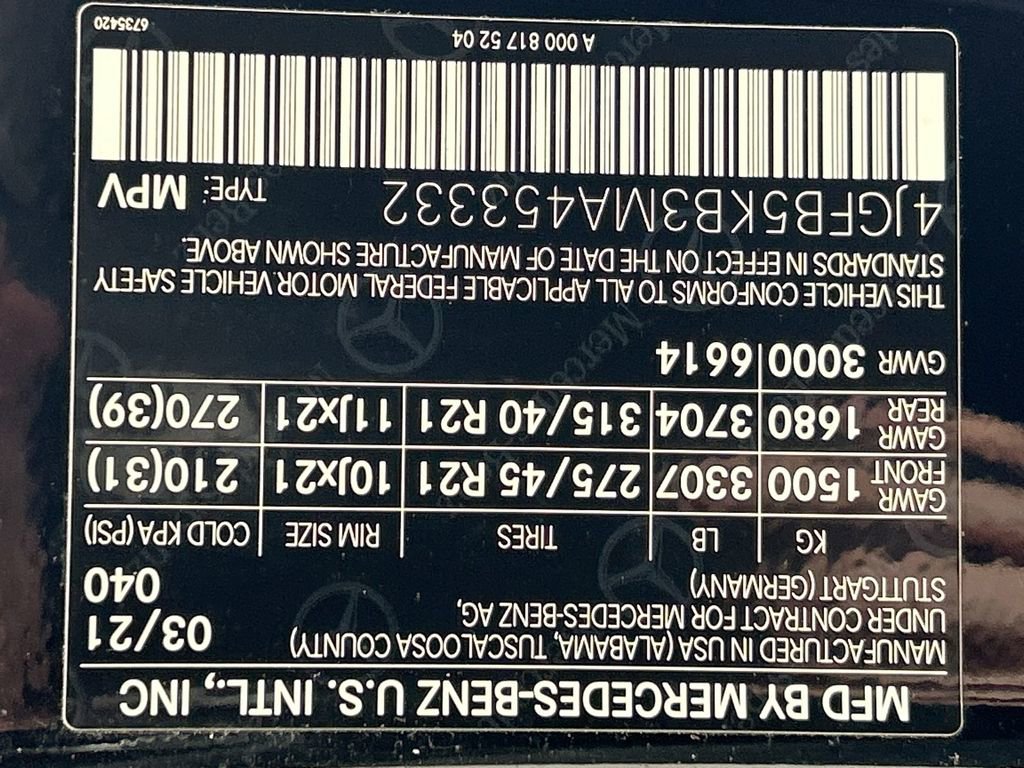 MFD BY MERCEDES-BENZ U.S. INTL., INC
MANUFACTURED IN USA (ALABAMA, TUSCALOOSA COUNTY) 03/21
UNDER CONTRACT FOR MERCEDES-BENZ AG,
STUTTGART (GERMANY) 040
KG LB TIRES RIM SIZE COLD KPA (PSI)
GAWR FRONT 1500 3307 275/45 R21 10Jx21 210(31)
GAWR REAR 1680 3704 315/40 R21 11Jx21 270(39)
GVWR 3000 6614
THIS VEHICLE CONFORMS TO ALL APPLICABLE FEDERAL MOTOR VEHICLE SAFETY
STANDARDS IN EFFECT ON THE DATE OF MANUFACTURE SHOWN ABOVE.
4JGFB5KB3MA453332 TYPE: MPV
A 000 817 52 04
6735420